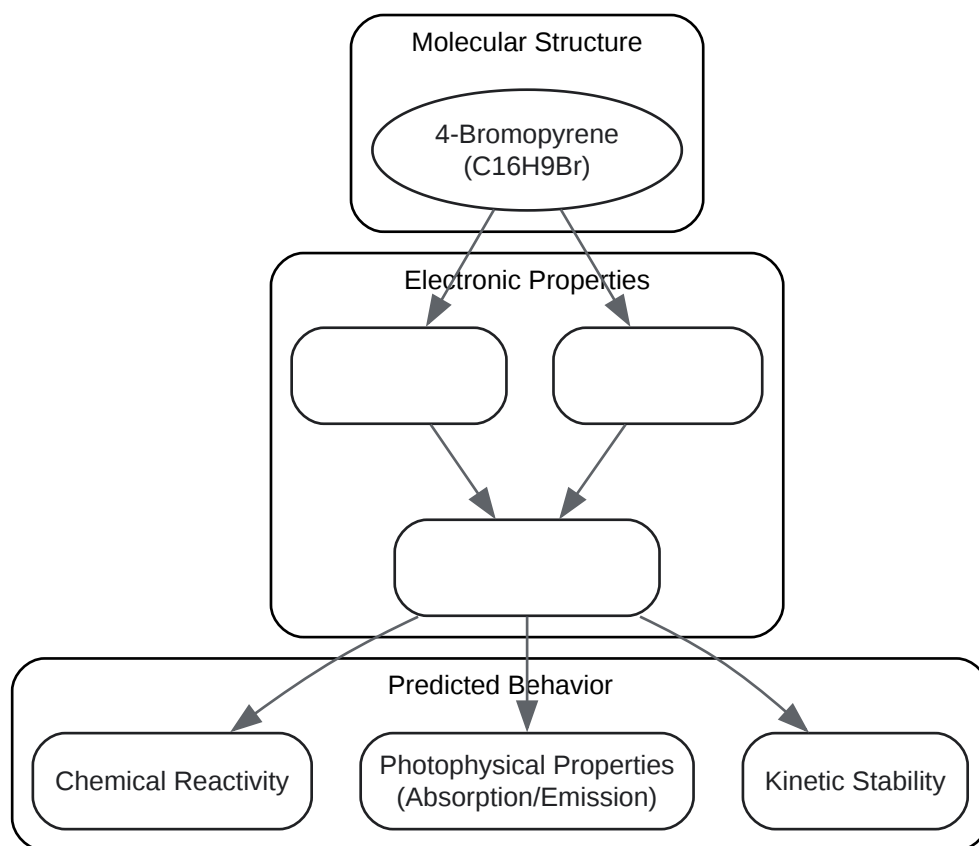 Molecular Structure
4-Bromopyrene
(C16H9Br)
Electronic Properties
Predicted Behavior
Chemical Reactivity
Photophysical Properties
(Absorption/Emission)
Kinetic Stability